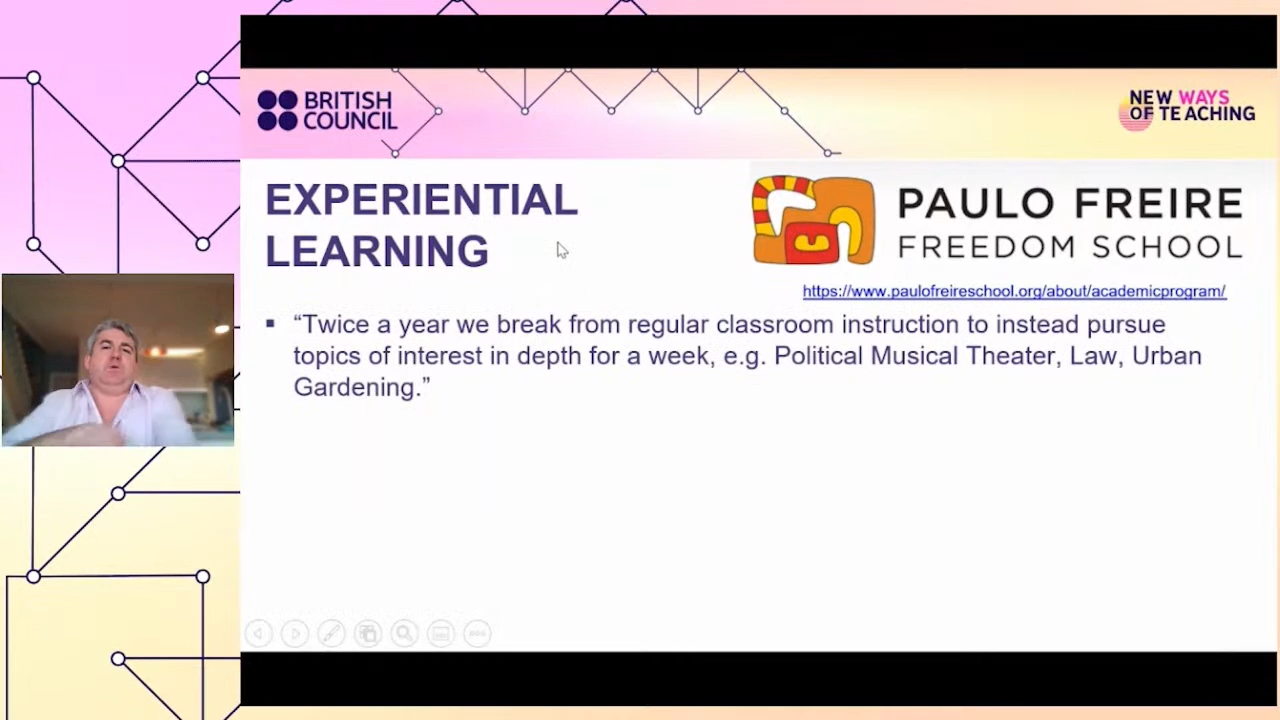 BRITISH
COUNCIL
NEW WAYS
OF TEACHING
EXPERIENTIAL
LEARNING
PAULO FREIRE
FREEDOM SCHOOL
https://www.paulofreireschool.org/about/academicprogram/
▪ “Twice a year we break from regular classroom instruction to instead pursue
topics of interest in depth for a week, e.g. Political Musical Theater, Law, Urban
Gardening.”